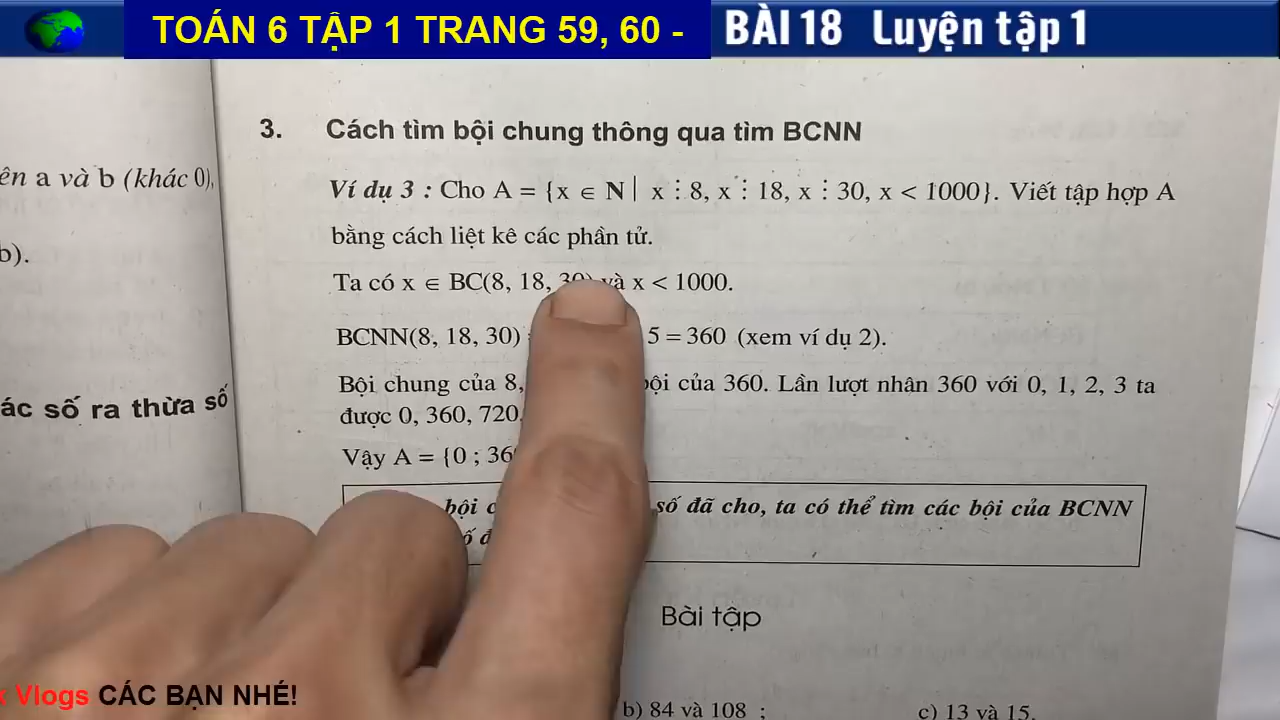 TOÁN 6 TẬP 1 TRANG 59, 60 -
BÀI 18 Luyện tập 1
3. Cách tìm bội chung thông qua tìm BCNN
ên a và b (khác 0),
Ví dụ 3 : Cho A = {x ∈ N | x ⋮ 8, x ⋮ 18, x ⋮ 30, x < 1000}. Viết tập hợp A
bằng cách liệt kê các phần tử.
b).
Ta có x ∈ BC(8, 18, 30) và x < 1000.
BCNN(8, 18, 30) 5 = 360 (xem ví dụ 2).
Bội chung của 8, bội của 360. Lần lượt nhân 360 với 0, 1, 2, 3 ta
ác số ra thừa số
được 0, 360, 720
Vậy A = {0 ; 36
bội số đã cho, ta có thể tìm các bội của BCNN
Bài tập
x Vlogs CÁC BẠN NHÉ!
b) 84 và 108 ; c) 13 và 15.